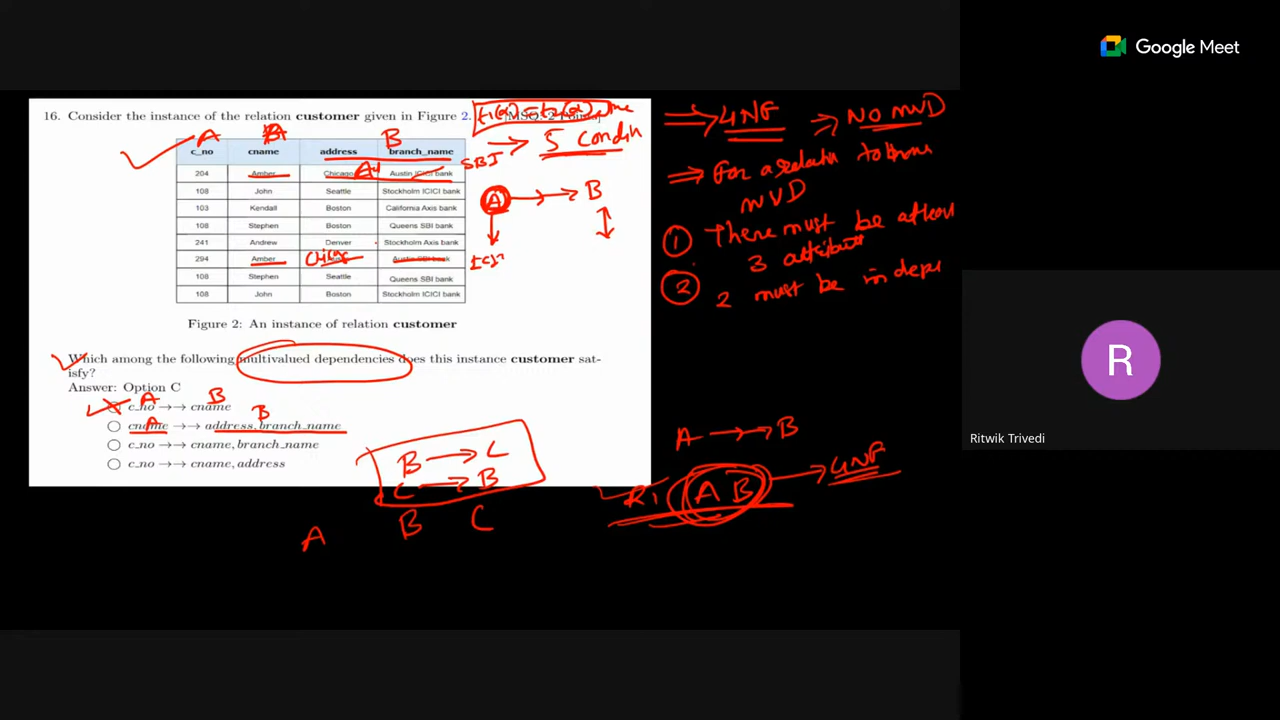 Google Meet
16. Consider the instance of the relation customer given in Figure 2.
A B
c_no cname address branch_name
204 Amber Chicago Austin ICICI bank
108 John Seattle Stockholm ICICI bank
103 Kendall Boston California Axis bank
108 Stephen Boston Queens SBI bank
241 Andrew Denver Stockholm Axis bank
294 Amber Chicago Austin SBI bank
108 Stephen Seattle Queens SBI bank
108 John Boston Stockholm ICICI bank
Figure 2: An instance of relation customer
Which among the following multivalued dependencies does this instance customer sat-
isfy?
Answer: Option C
A B
c_no →→ cname
A B
cname →→ address, branch_name
c_no →→ cname, branch_name
c_no →→ cname, address
→ 5 condn
SBI
A →→ B
⇒ 4NF ⇒ NO MVD
⇒ For a relation to have
MVD
① There must be atleast
3 attribut
② 2 must be indepe
B → C
C → B
A B C
A →→ B
R1 A B → 4NF
R
Ritwik Trivedi